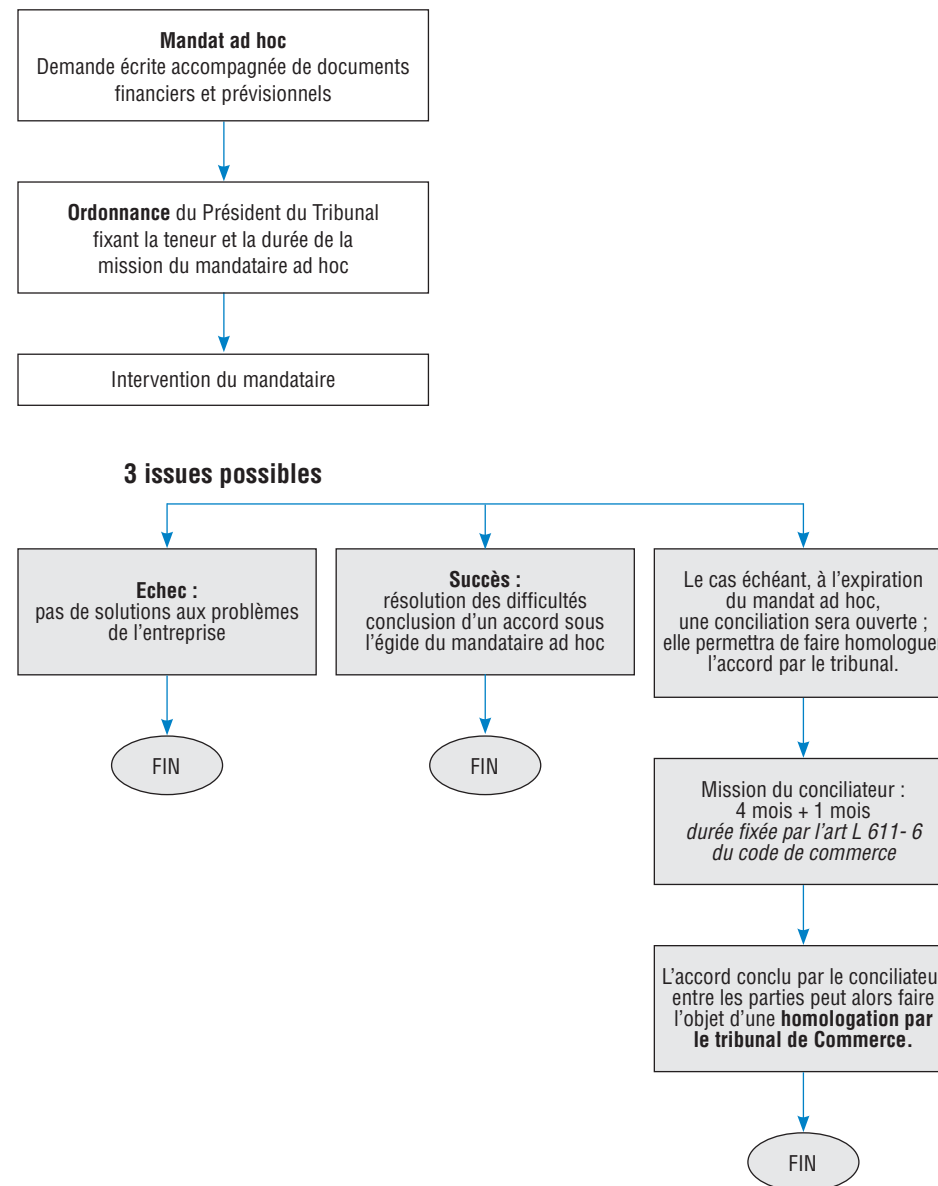 Mandat ad hoc
Demande écrite accompagnée de documents
financiers et prévisionnels
Ordonnance du Président du Tribunal
fixant la teneur et la durée de la
mission du mandataire ad hoc
Intervention du mandataire
3 issues possibles
Echec :
pas de solutions aux problèmes
de l'entreprise
FIN
Succès :
résolution des difficultés
conclusion d'un accord sous
l'égide du mandataire ad hoc
FIN
Le cas échéant, à l'expiration
du mandat ad hoc,
une conciliation sera ouverte ;
elle permettra de faire homologuer
l'accord par le tribunal.
Mission du conciliateur :
4 mois + 1 mois
durée fixée par l'art L 611- 6
du code de commerce
L'accord conclu par le conciliateu
entre les parties peut alors faire
l'objet d'une homologation par
le tribunal de Commerce.
FIN